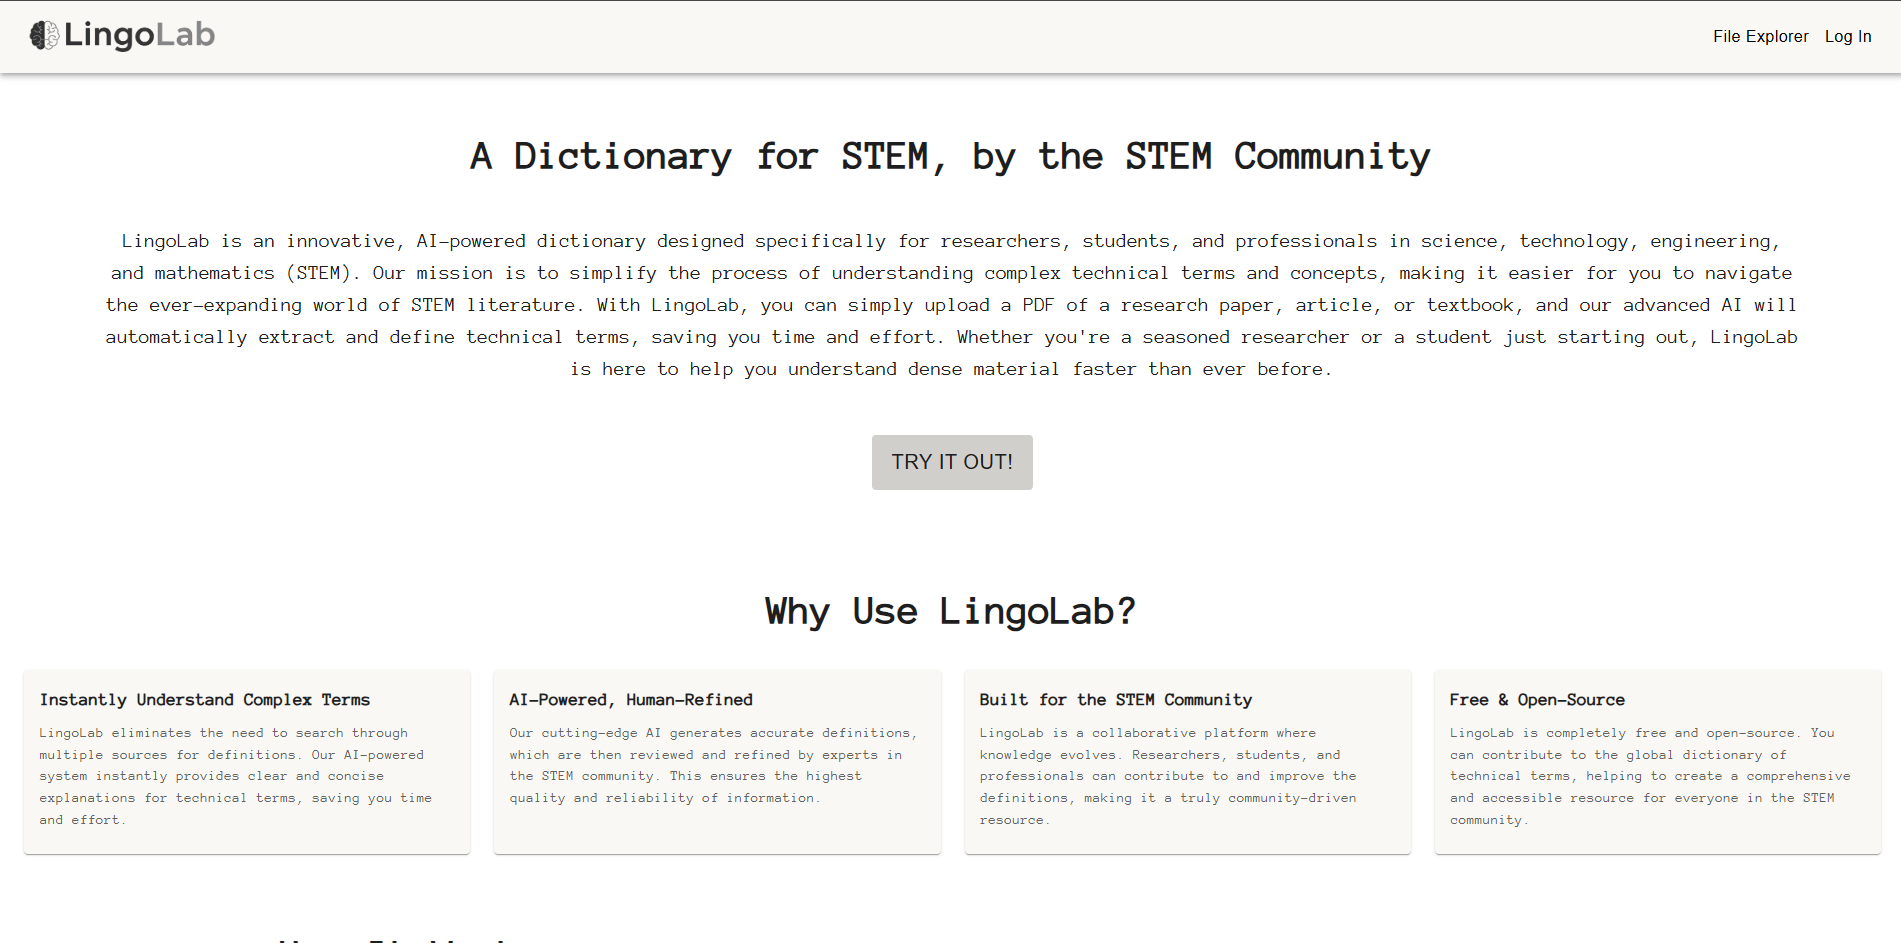 LingoLab
File Explorer Log In
A Dictionary for STEM, by the STEM Community
LingoLab is an innovative, AI-powered dictionary designed specifically for researchers, students, and professionals in science, technology, engineering,
and mathematics (STEM). Our mission is to simplify the process of understanding complex technical terms and concepts, making it easier for you to navigate
the ever-expanding world of STEM literature. With LingoLab, you can simply upload a PDF of a research paper, article, or textbook, and our advanced AI will
automatically extract and define technical terms, saving you time and effort. Whether you're a seasoned researcher or a student just starting out, LingoLab
is here to help you understand dense material faster than ever before.
TRY IT OUT!
Why Use LingoLab?
Instantly Understand Complex Terms
LingoLab eliminates the need to search through
multiple sources for definitions. Our AI-powered
system instantly provides clear and concise
explanations for technical terms, saving you time
and effort.
AI-Powered, Human-Refined
Our cutting-edge AI generates accurate definitions,
which are then reviewed and refined by experts in
the STEM community. This ensures the highest
quality and reliability of information.
Built for the STEM Community
LingoLab is a collaborative platform where
knowledge evolves. Researchers, students, and
professionals can contribute to and improve the
definitions, making it a truly community-driven
resource.
Free & Open-Source
LingoLab is completely free and open-source. You
can contribute to the global dictionary of
technical terms, helping to create a comprehensive
and accessible resource for everyone in the STEM
community.